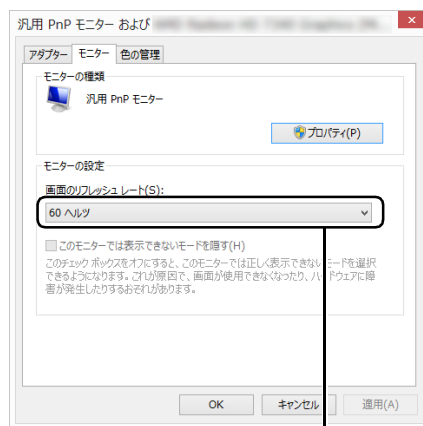 汎用 PnP モニター および
アダプター モニター 色の管理
モニターの種類
汎用 PnP モニター
プロパティ(P)
モニターの設定
画面のリフレッシュ レート(S):
60 ヘルツ
このモニターでは表示できないモードを隠す(H)
このチェック ボックスをオフにすると、このモニターでは正しく表示できない モードを選択
できるようになります。これが原因で、画面が使用できなくなったり、ハードウェアに障
害が発生したりするおそれがあります。
OK キャンセル 適用(A)